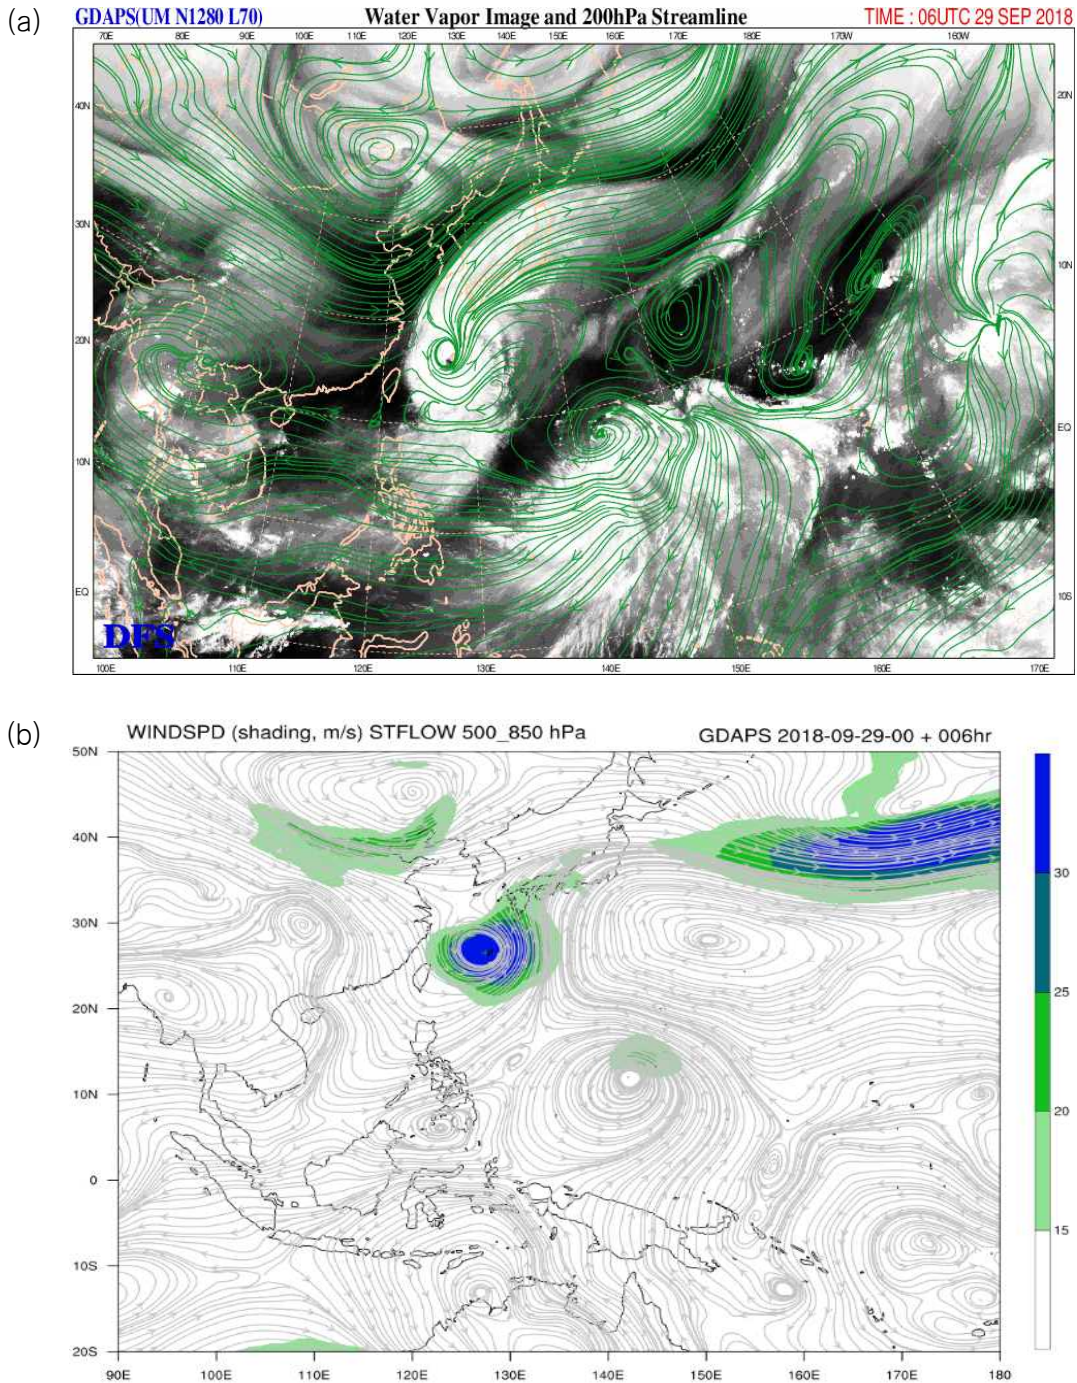 (a)
GDAPS(UM N1280 L70) Water Vapor Image and 200hPa Streamline TIME : 06UTC 29 SEP 2018
70E 80E 90E 100E 110E 120E 130E 140E 150E 160E 170E 180E 170W 160W
40N 20N
30N
10N
20N
EQ
10N
EQ 10S
DFS
100E 110E 120E 130E 140E 150E 160E 170E
(b)
WINDSPD (shading, m/s) STFLOW 500_850 hPa GDAPS 2018-09-29-00 + 006hr
50N
40N
30N
20N
10N
0
10S
20S
90E 100E 110E 120E 130E 140E 150E 160E 170E 180
30
25
20
15